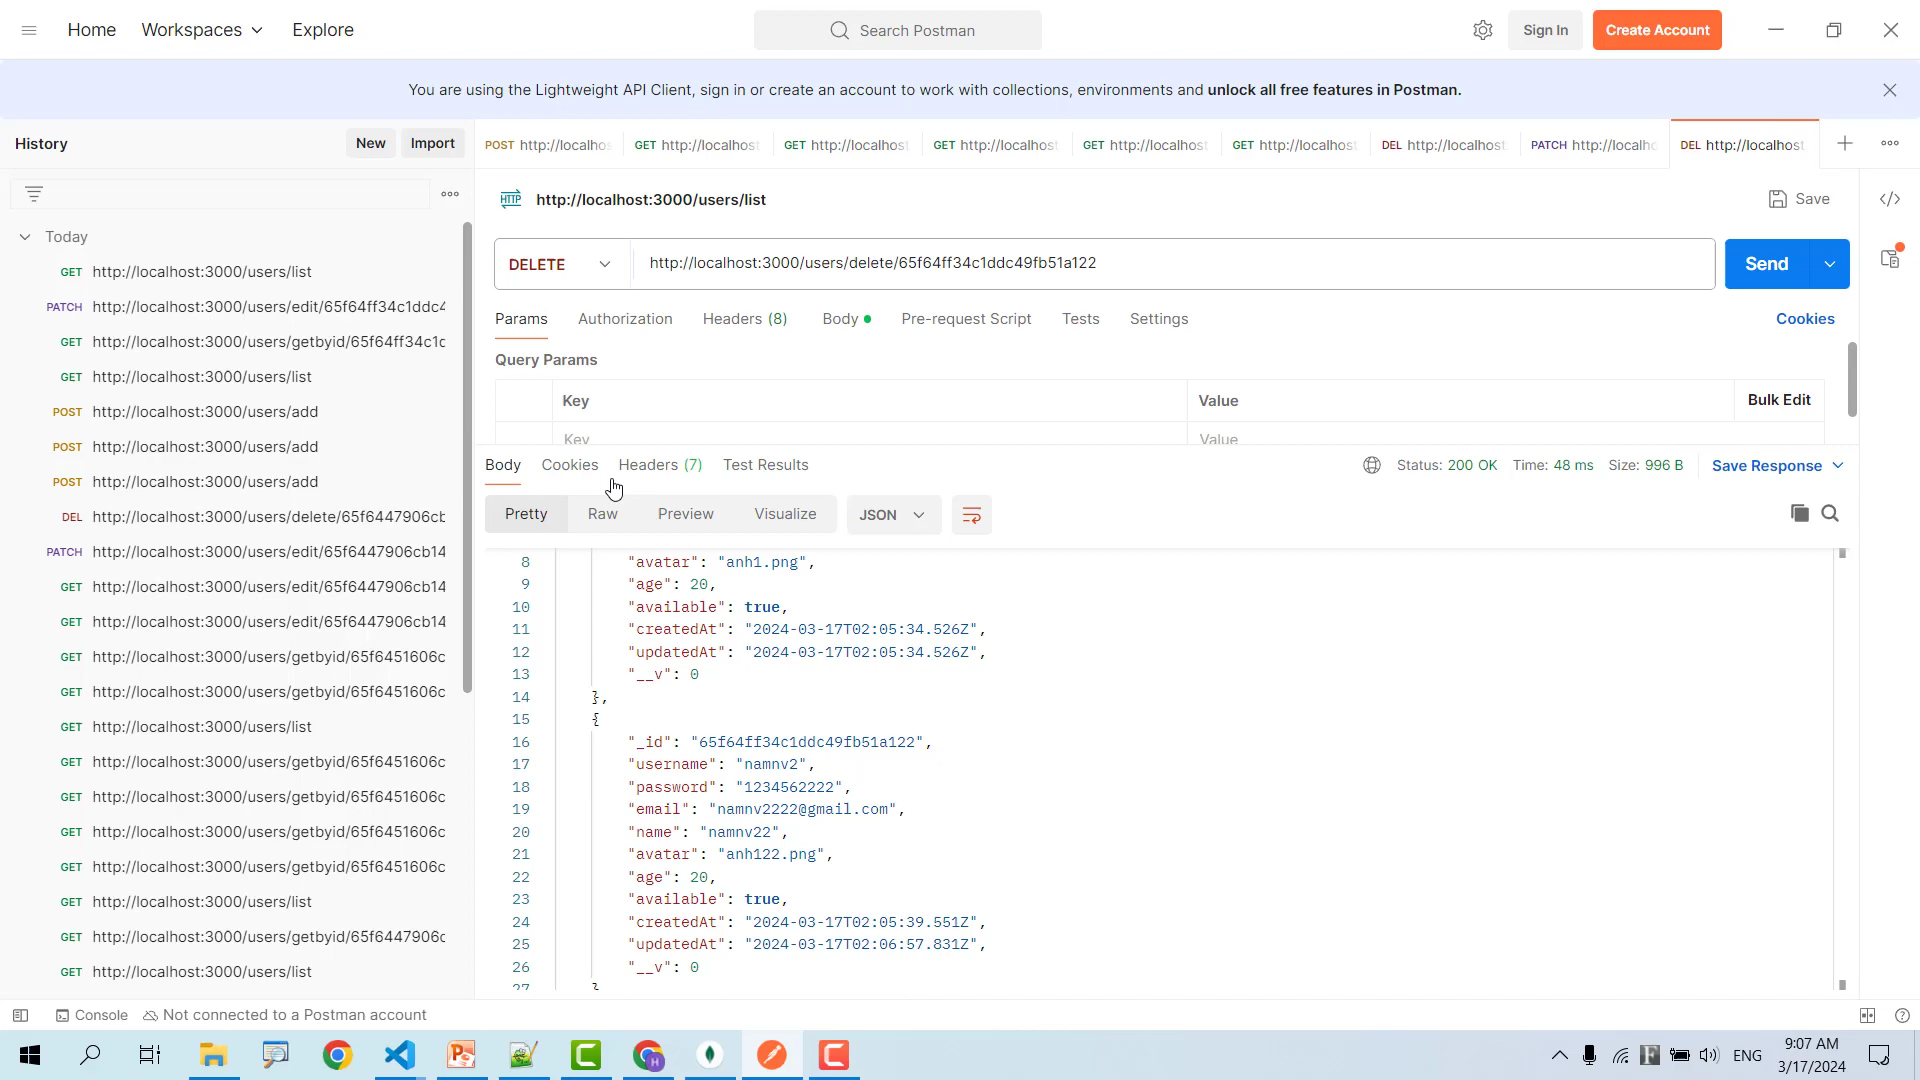 Home Workspaces Explore Search Postman Sign In Create Account
You are using the Lightweight API Client, sign in or create an account to work with collections, environments and unlock all free features in Postman.
History New Import
POST http://localhos GET http://localhost GET http://localhost GET http://localhost GET http://localhost GET http://localhost DEL http://localhost. PATCH http://localho DEL http://localhost
HTTP http://localhost:3000/users/list Save
Today
GET http://localhost:3000/users/list
PATCH http://localhost:3000/users/edit/65f64ff34c1ddc4
GET http://localhost:3000/users/getbyid/65f64ff34c1d
GET http://localhost:3000/users/list
POST http://localhost:3000/users/add
POST http://localhost:3000/users/add
POST http://localhost:3000/users/add
DEL http://localhost:3000/users/delete/65f6447906cb
PATCH http://localhost:3000/users/edit/65f6447906cb14
GET http://localhost:3000/users/edit/65f6447906cb14
GET http://localhost:3000/users/edit/65f6447906cb14
GET http://localhost:3000/users/getbyid/65f6451606c
GET http://localhost:3000/users/getbyid/65f6451606c
GET http://localhost:3000/users/list
GET http://localhost:3000/users/getbyid/65f6451606c
GET http://localhost:3000/users/getbyid/65f6451606c
GET http://localhost:3000/users/getbyid/65f6451606c
GET http://localhost:3000/users/getbyid/65f6451606c
GET http://localhost:3000/users/list
GET http://localhost:3000/users/getbyid/65f6447906c
GET http://localhost:3000/users/list
DELETE http://localhost:3000/users/delete/65f64ff34c1ddc49fb51a122 Send
Params Authorization Headers (8) Body Pre-request Script Tests Settings Cookies
Query Params
Key Value Bulk Edit
Key Value
Body Cookies Headers (7) Test Results Status: 200 OK Time: 48 ms Size: 996 B Save Response
Pretty Raw Preview Visualize JSON
8 "avatar": "anh1.png",
9 "age": 20,
10 "available": true,
11 "createdAt": "2024-03-17T02:05:34.526Z",
12 "updatedAt": "2024-03-17T02:05:34.526Z",
13 "__v": 0
14 },
15 {
16 "_id": "65f64ff34c1ddc49fb51a122",
17 "username": "namnv2",
18 "password": "1234562222",
19 "email": "namnv2222@gmail.com",
20 "name": "namnv22",
21 "avatar": "anh122.png",
22 "age": 20,
23 "available": true,
24 "createdAt": "2024-03-17T02:05:39.551Z",
25 "updatedAt": "2024-03-17T02:06:57.831Z",
26 "__v": 0
27 }
Console Not connected to a Postman account
ENG 9:07 AM
3/17/2024